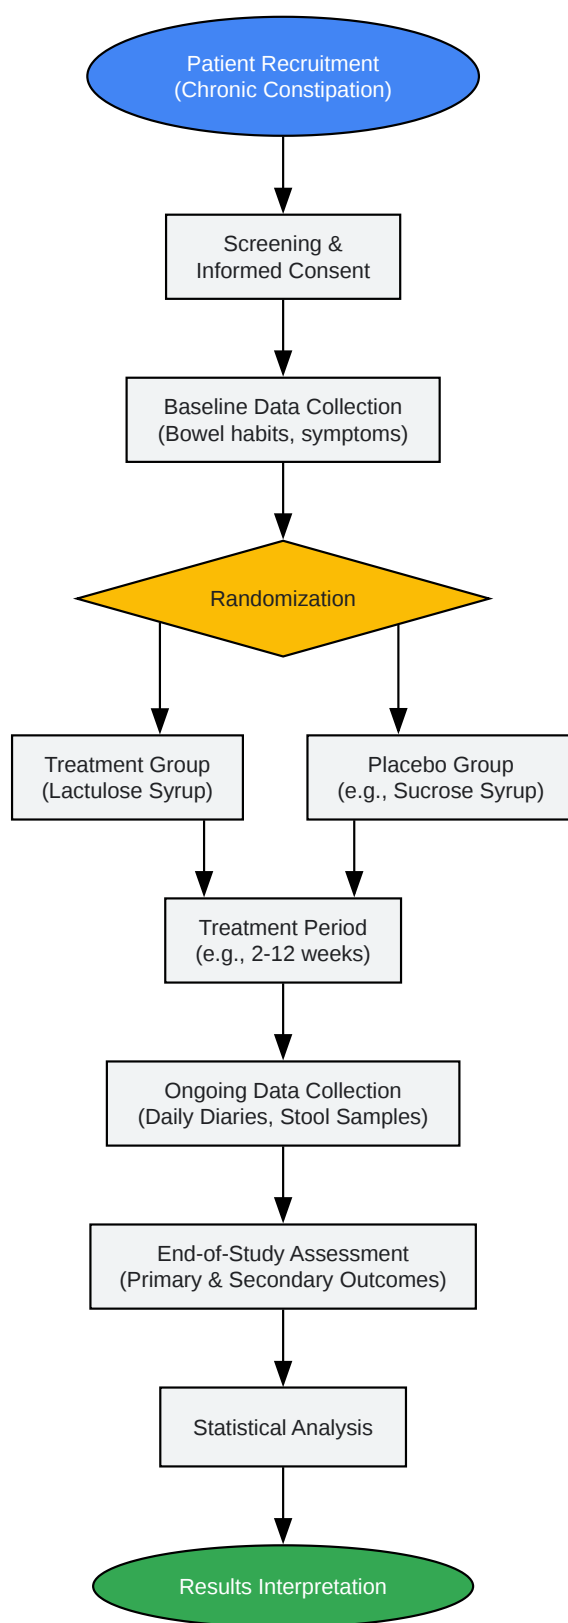 Patient Recruitment
(Chronic Constipation)
Screening &
Informed Consent
Baseline Data Collection
(Bowel habits, symptoms)
Randomization
Treatment Group
(Lactulose Syrup)
Placebo Group
(e.g., Sucrose Syrup)
Treatment Period
(e.g., 2-12 weeks)
Ongoing Data Collection
(Daily Diaries, Stool Samples)
End-of-Study Assessment
(Primary & Secondary Outcomes)
Statistical Analysis
Results Interpretation